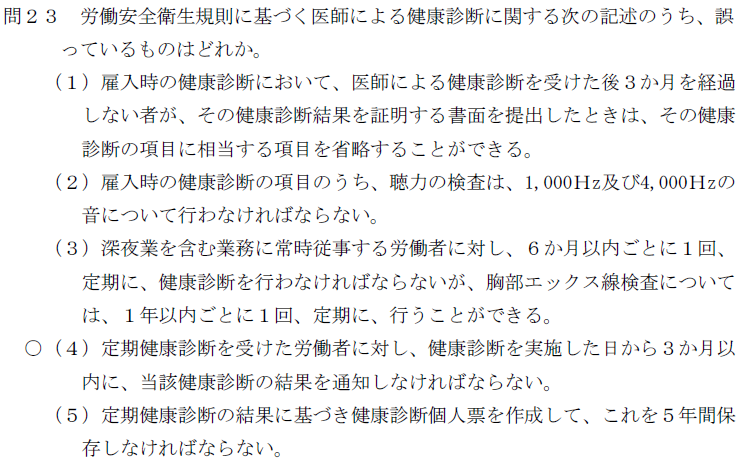 問２３　労働安全衛生規則に基づく医師による健康診断に関する次の記述のうち、誤
っているものはどれか。
（１）雇入時の健康診断において、医師による健康診断を受けた後３か月を経過
しない者が、その健康診断結果を証明する書面を提出したときは、その健康
診断の項目に相当する項目を省略することができる。
（２）雇入時の健康診断の項目のうち、聴力の検査は、1,000Hz及び4,000Hzの
音について行わなければならない。
（３）深夜業を含む業務に常時従事する労働者に対し、６か月以内ごとに１回、
定期に、健康診断を行わなければならないが、胸部エックス線検査について
は、１年以内ごとに１回、定期に、行うことができる。
○（４）定期健康診断を受けた労働者に対し、健康診断を実施した日から３か月以
内に、当該健康診断の結果を通知しなければならない。
（５）定期健康診断の結果に基づき健康診断個人票を作成して、これを５年間保
存しなければならない。